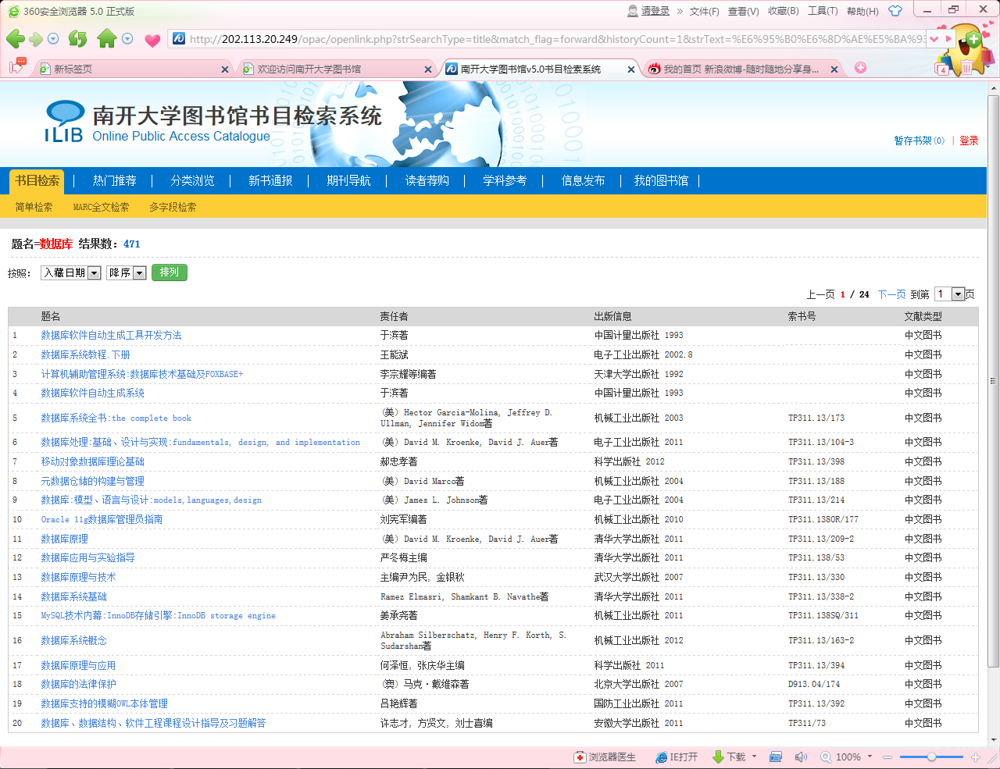 360安全浏览器 5.0 正式版 请登录 » 文件(F) 查看(V) 收藏(B) 工具(T) 帮助(H)
http://202.113.20.249/opac/openlink.php?strSearchType=title&match_flag=forward&historyCount=1&strText=%E6%95%B0%E6%8D%AE%E5%BA%93
新标签页 欢迎访问南开大学图书馆 南开大学图书馆v5.0书目检索系统 我的首页 新浪微博-随时随地分享身... 4
ILIB 南开大学图书馆书目检索系统
Online Public Access Catalogue
暂存书架(0) | 登录
书目检索 热门推荐 分类浏览 新书通报 期刊导航 读者荐购 学科参考 信息发布 我的图书馆
简单检索 MARC全文检索 多字段检索
题名=数据库 结果数：471
按照： 入藏日期 降序 排列
上一页 1 / 24 下一页 到第 1 页
题名 责任者 出版信息 索书号 文献类型
1 数据库软件自动生成工具开发方法 于滨著 中国计量出版社 1993 中文图书
2 数据库系统教程.下册 王能斌 电子工业出版社 2002.8 中文图书
3 计算机辅助管理系统:数据库技术基础及FOXBASE+ 李宗耀等编著 天津大学出版社 1992 中文图书
4 数据库软件自动生成系统 于滨著 中国计量出版社 1993 中文图书
5 数据库系统全书:the complete book (美) Hector Garcia-Molina, Jeffrey D. Ullman, Jennifer Widom著 机械工业出版社 2003 TP311.13/173 中文图书
6 数据库处理:基础、设计与实现:fundamentals, design, and implementation (美) David M. Kroenke, David J. Auer著 电子工业出版社 2011 TP311.13/104-3 中文图书
7 移动对象数据库理论基础 郝忠孝著 科学出版社 2012 TP311.13/398 中文图书
8 元数据仓储的构建与管理 (美) David Marco著 机械工业出版社 2004 TP311.13/188 中文图书
9 数据库:模型、语言与设计:models,languages,design (美) James L. Johnson著 电子工业出版社 2004 TP311.13/214 中文图书
10 Oracle 11g数据库管理员指南 刘宪军编著 机械工业出版社 2010 TP311.138OR/177 中文图书
11 数据库原理 (美) David M. Kroenke, David J. Auer著 清华大学出版社 2011 TP311.13/209-2 中文图书
12 数据库应用与实验指导 严冬梅主编 清华大学出版社 2011 TP311.138/53 中文图书
13 数据库原理与技术 主编尹为民, 金银秋 武汉大学出版社 2007 TP311.13/330 中文图书
14 数据库系统基础 Ramez Elmasri, Shamkant B. Navathe著 清华大学出版社 2011 TP311.13/338-2 中文图书
15 MySQL技术内幕:InnoDB存储引擎:InnoDB storage engine 姜承尧著 机械工业出版社 2011 TP311.138SQ/311 中文图书
16 数据库系统概念 Abraham Silberschatz, Henry F. Korth, S. Sudarshan著 机械工业出版社 2012 TP311.13/163-2 中文图书
17 数据库原理与应用 何泽恒, 张庆华主编 科学出版社 2011 TP311.13/394 中文图书
18 数据库的法律保护 (澳) 马克·戴维森著 北京大学出版社 2007 D913.04/174 中文图书
19 数据库支持的模糊OWL本体管理 吕艳辉著 国防工业出版社 2011 TP311.13/392 中文图书
20 数据库、数据结构、软件工程课程设计指导及习题解答 许志才, 方贤文, 刘士喜编 安徽大学出版社 2011 TP311/73 中文图书
浏览器医生 IE打开 下载 100%